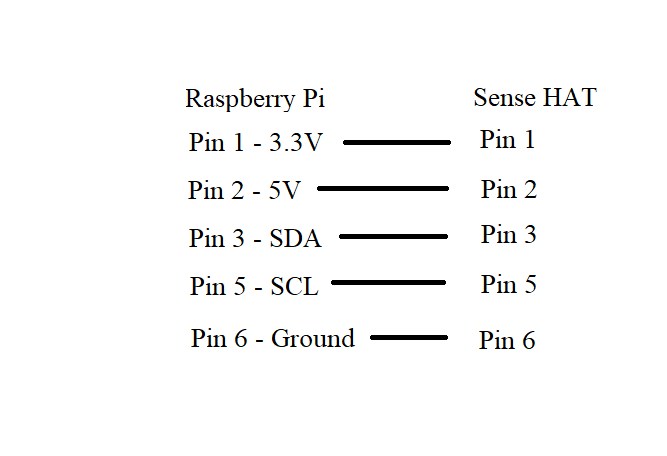 Raspberry Pi Sense HAT
Pin 1 - 3.3V Pin 1
Pin 2 - 5V Pin 2
Pin 3 - SDA Pin 3
Pin 5 - SCL Pin 5
Pin 6 - Ground Pin 6